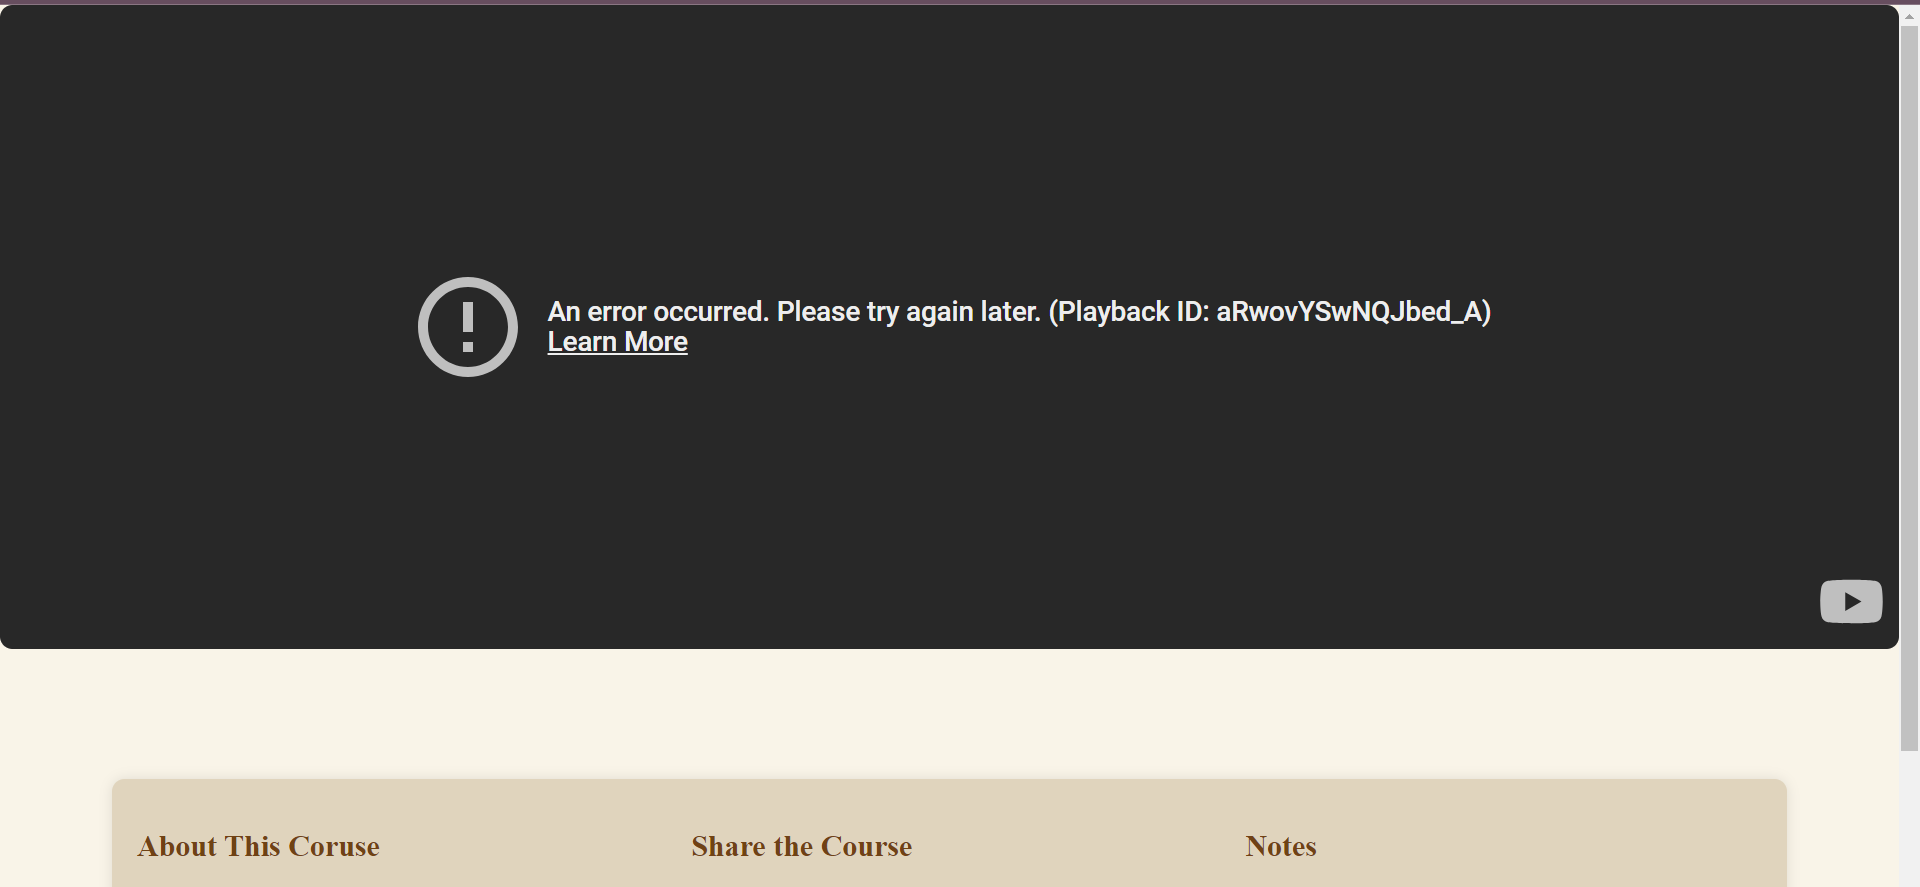 An error occurred. Please try again later. (Playback ID: aRwovYSwNQJbed_A)
Learn More
About This Coruse
Share the Course
Notes